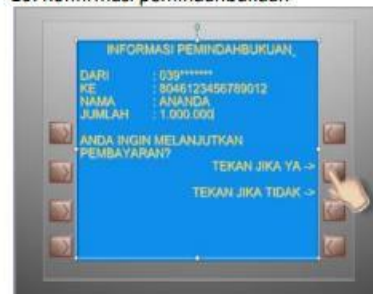 INFORMASI PEMINDAHBUKUAN
DARI : 039*******
KE : 8046123456789012
NAMA : ANANDA
JUMLAH : 1.000.000
ANDA INGIN MELANJUTKAN
PEMBAYARAN?
TEKAN JIKA YA ->
TEKAN JIKA TIDAK ->